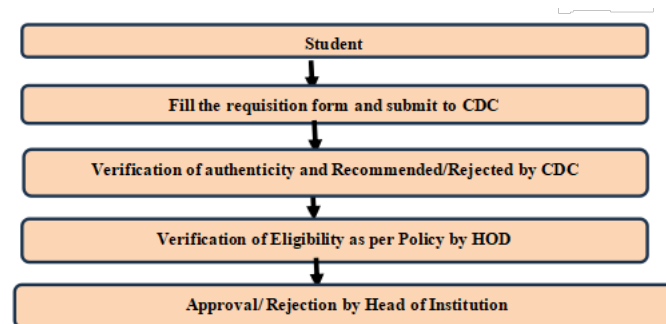 Student
Fill the requisition form and submit to CDC
Verification of authenticity and Recommended/Rejected by CDC
Verification of Eligibility as per Policy by HOD
Approval/ Rejection by Head of Institution